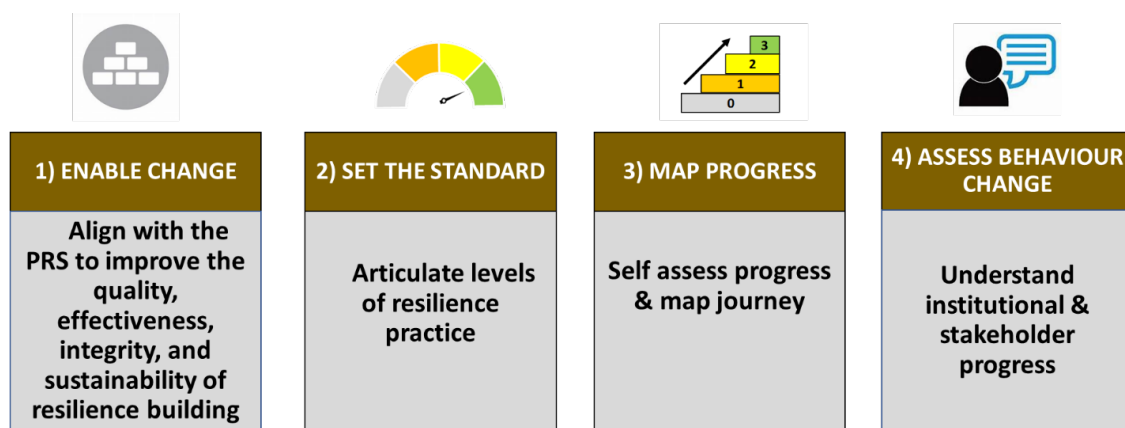 3
2
1
0
1) ENABLE CHANGE
Align with the
PRS to improve the
quality,
effectiveness,
integrity, and
sustainability of
resilience building
2) SET THE STANDARD
Articulate levels
of resilience
practice
3) MAP PROGRESS
Self assess progress
& map journey
4) ASSESS BEHAVIOUR
CHANGE
Understand
institutional &
stakeholder
progress